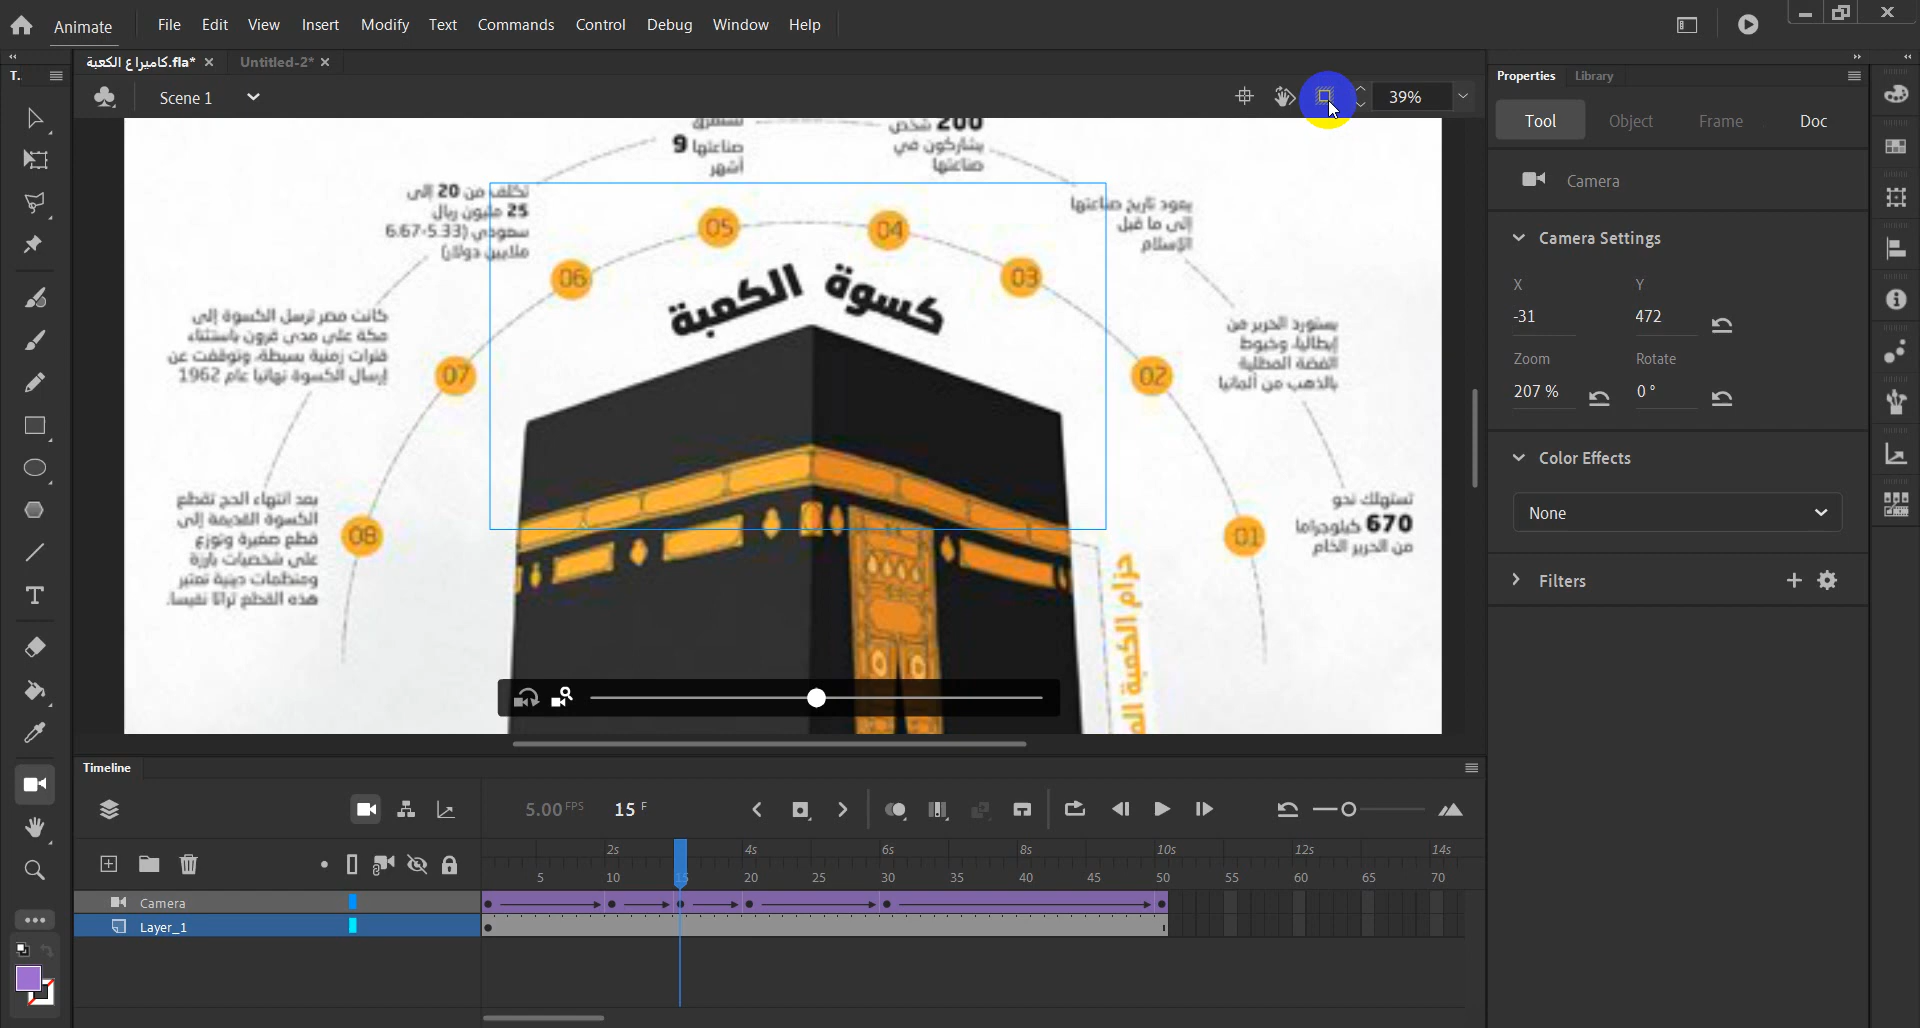 Animate
File Edit View Insert Modify Text Commands Control Debug Window Help
كاميرا ع الكعبة.fla*
Untitled-2*
T.
Scene 1
39%
تستغرق
صناعتها 9
أشهر
200 شخص
يشاركون في
صناعتها
تكلف من 20 إلى
25 مليون ريال
سعودي (5.33-6.67
ملايين دولار)
يعود تاريخ صناعتها
إلى ما قبل
الإسلام
05
04
06
03
كسوة الكعبة
كانت مصر ترسل الكسوة إلى
مكة على مدى قرون باستثناء
فترات زمنية بسيطة، وتوقفت عن
إرسال الكسوة نهائيا عام 1962
يستورد الحرير من
إيطاليا، وخيوط
الفضة المطلية
بالذهب من ألمانيا
07
02
بعد انتهاء الحج تقطع
الكسوة القديمة إلى
قطع صغيرة وتوزع
على شخصيات بارزة
ومنظمات دينية تعتبر
هذه القطع تراثا نفيسا.
08
01
تستهلك نحو
670 كيلوجراما
من الحرير الخام
حزام الكعبة
Properties Library
Tool Object Frame Doc
Camera
Camera Settings
X Y
-31 472
Zoom Rotate
207 % 0 °
Color Effects
None
Filters
Timeline
5.00 FPS 15 F
2s 4s 6s 8s 10s 12s 14s
5 10 15 20 25 30 35 40 45 50 55 60 65 70
Camera
Layer_1